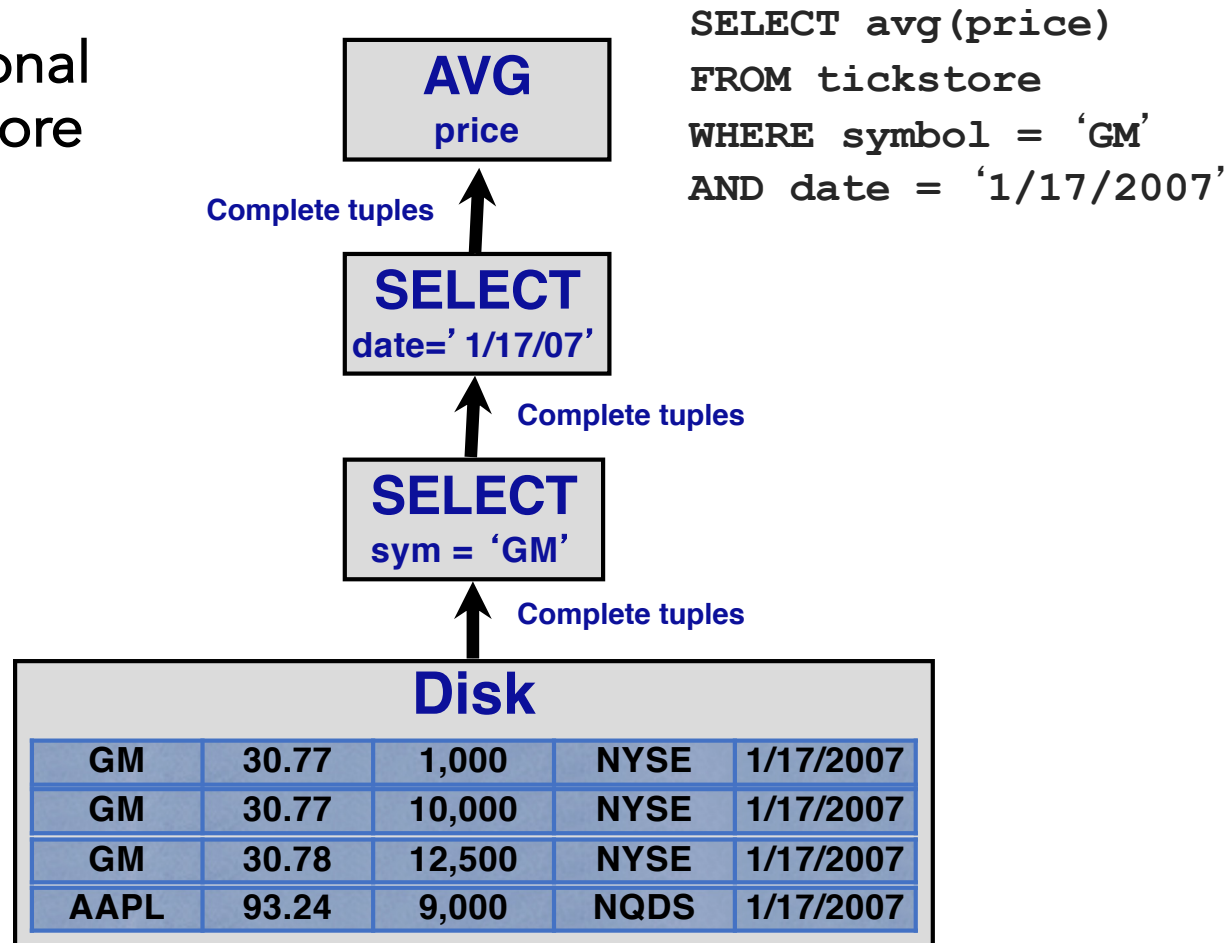 onal
ore
SELECT avg(price)
FROM tickstore
WHERE symbol = ‘GM’
AND date = ‘1/17/2007’
AVG
price
Complete tuples
SELECT
date=’ 1/17/07’
Complete tuples
SELECT
sym = ‘GM’
Complete tuples
Disk
GM 30.77 1,000 NYSE 1/17/2007
GM 30.77 10,000 NYSE 1/17/2007
GM 30.78 12,500 NYSE 1/17/2007
AAPL 93.24 9,000 NQDS 1/17/2007